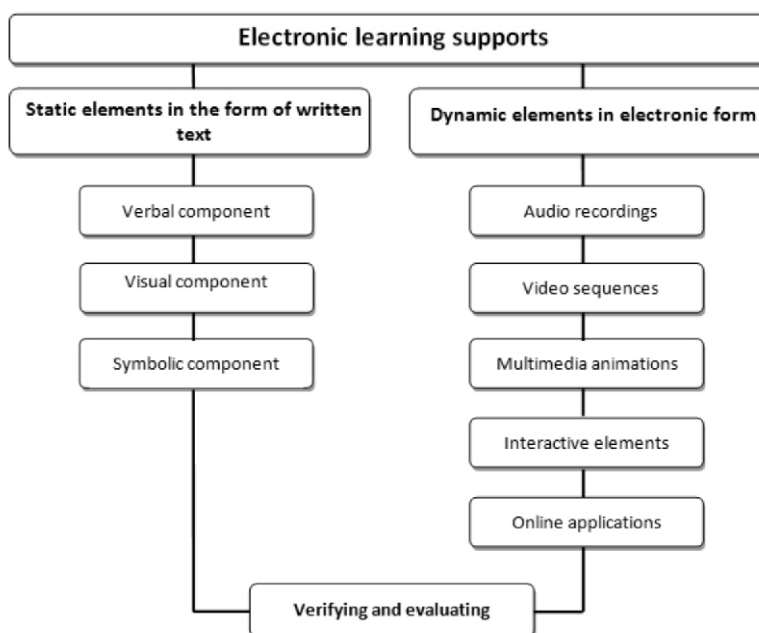 Electronic learning supports
Static elements in the form of written
text
Verbal component
Visual component
Symbolic component
Dynamic elements in electronic form
Audio recordings
Video sequences
Multimedia animations
Interactive elements
Online applications
Verifying and evaluating